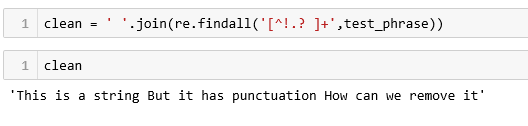 1 clean = ' '.join(re.findall('[^!.? ]+',test_phrase))
1 clean
'This is a string But it has punctuation How can we remove it'